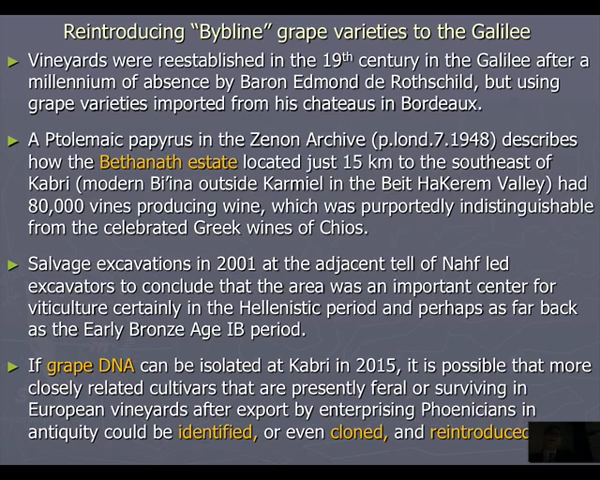 Reintroducing “Bybline” grape varieties to the Galilee
► Vineyards were reestablished in the 19th century in the Galilee after a
millennium of absence by Baron Edmond de Rothschild, but using
grape varieties imported from his chateaus in Bordeaux.
► A Ptolemaic papyrus in the Zenon Archive (p.lond.7.1948) describes
how the Bethanath estate located just 15 km to the southeast of
Kabri (modern Bi’ina outside Karmiel in the Beit HaKerem Valley) had
80,000 vines producing wine, which was purportedly indistinguishable
from the celebrated Greek wines of Chios.
► Salvage excavations in 2001 at the adjacent tell of Nahf led
excavators to conclude that the area was an important center for
viticulture certainly in the Hellenistic period and perhaps as far back
as the Early Bronze Age IB period.
► If grape DNA can be isolated at Kabri in 2015, it is possible that more
closely related cultivars that are presently feral or surviving in
European vineyards after export by enterprising Phoenicians in
antiquity could be identified, or even cloned, and reintroduced